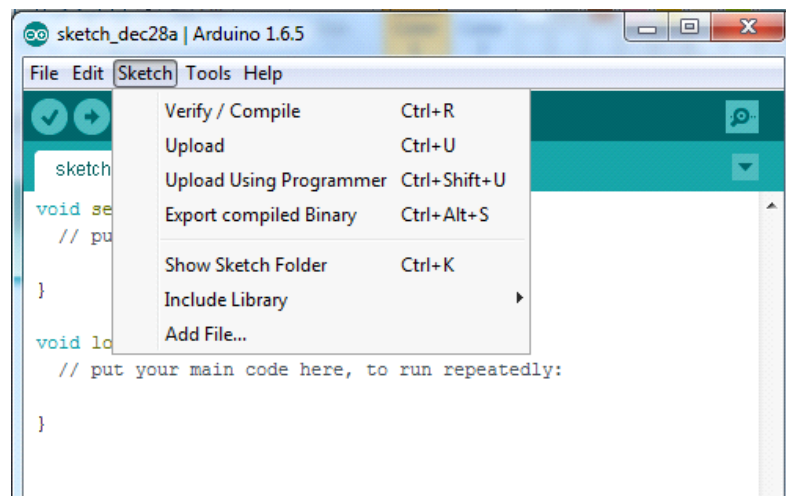 sketch_dec28a | Arduino 1.6.5
File Edit Sketch Tools Help
Verify / Compile Ctrl+R
Upload Ctrl+U
sketch
Upload Using Programmer Ctrl+Shift+U
void se
Export compiled Binary Ctrl+Alt+S
// pu
Show Sketch Folder Ctrl+K
}
Include Library
Add File...
void lo
// put your main code here, to run repeatedly:
}